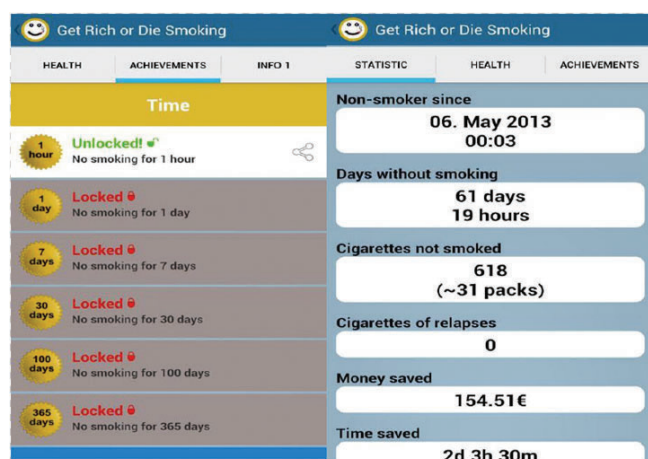 Get Rich or Die Smoking
HEALTH ACHIEVEMENTS INFO 1
Time
1 hour
Unlocked!
No smoking for 1 hour
1 day
Locked
No smoking for 1 day
7 days
Locked
No smoking for 7 days
30 days
Locked
No smoking for 30 days
100 days
Locked
No smoking for 100 days
365 days
Locked
No smoking for 365 days
Get Rich or Die Smoking
STATISTIC HEALTH ACHIEVEMENTS
Non-smoker since
06. May 2013
00:03
Days without smoking
61 days
19 hours
Cigarettes not smoked
618
(~31 packs)
Cigarettes of relapses
0
Money saved
154.51€
Time saved
2d 3h 30m